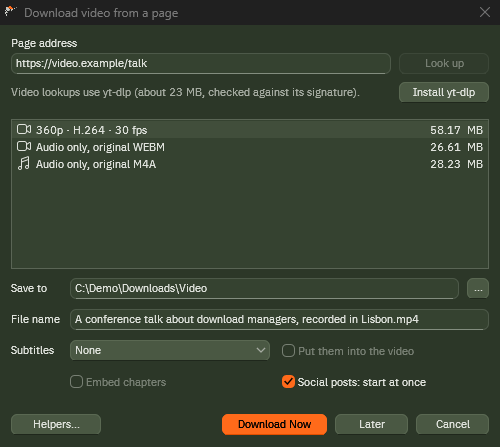 Download video from a page
Page address
https://video.example/talk
Look up
Video lookups use yt-dlp (about 23 MB, checked against its signature).
Install yt-dlp
360p · H.264 · 30 fps 58.17 MB
Audio only, original WEBM 26.61 MB
Audio only, original M4A 28.23 MB
Save to C:\Demo\Downloads\Video ...
File name A conference talk about download managers, recorded in Lisbon.mp4
Subtitles None Put them into the video
Embed chapters Social posts: start at once
Helpers... Download Now Later Cancel